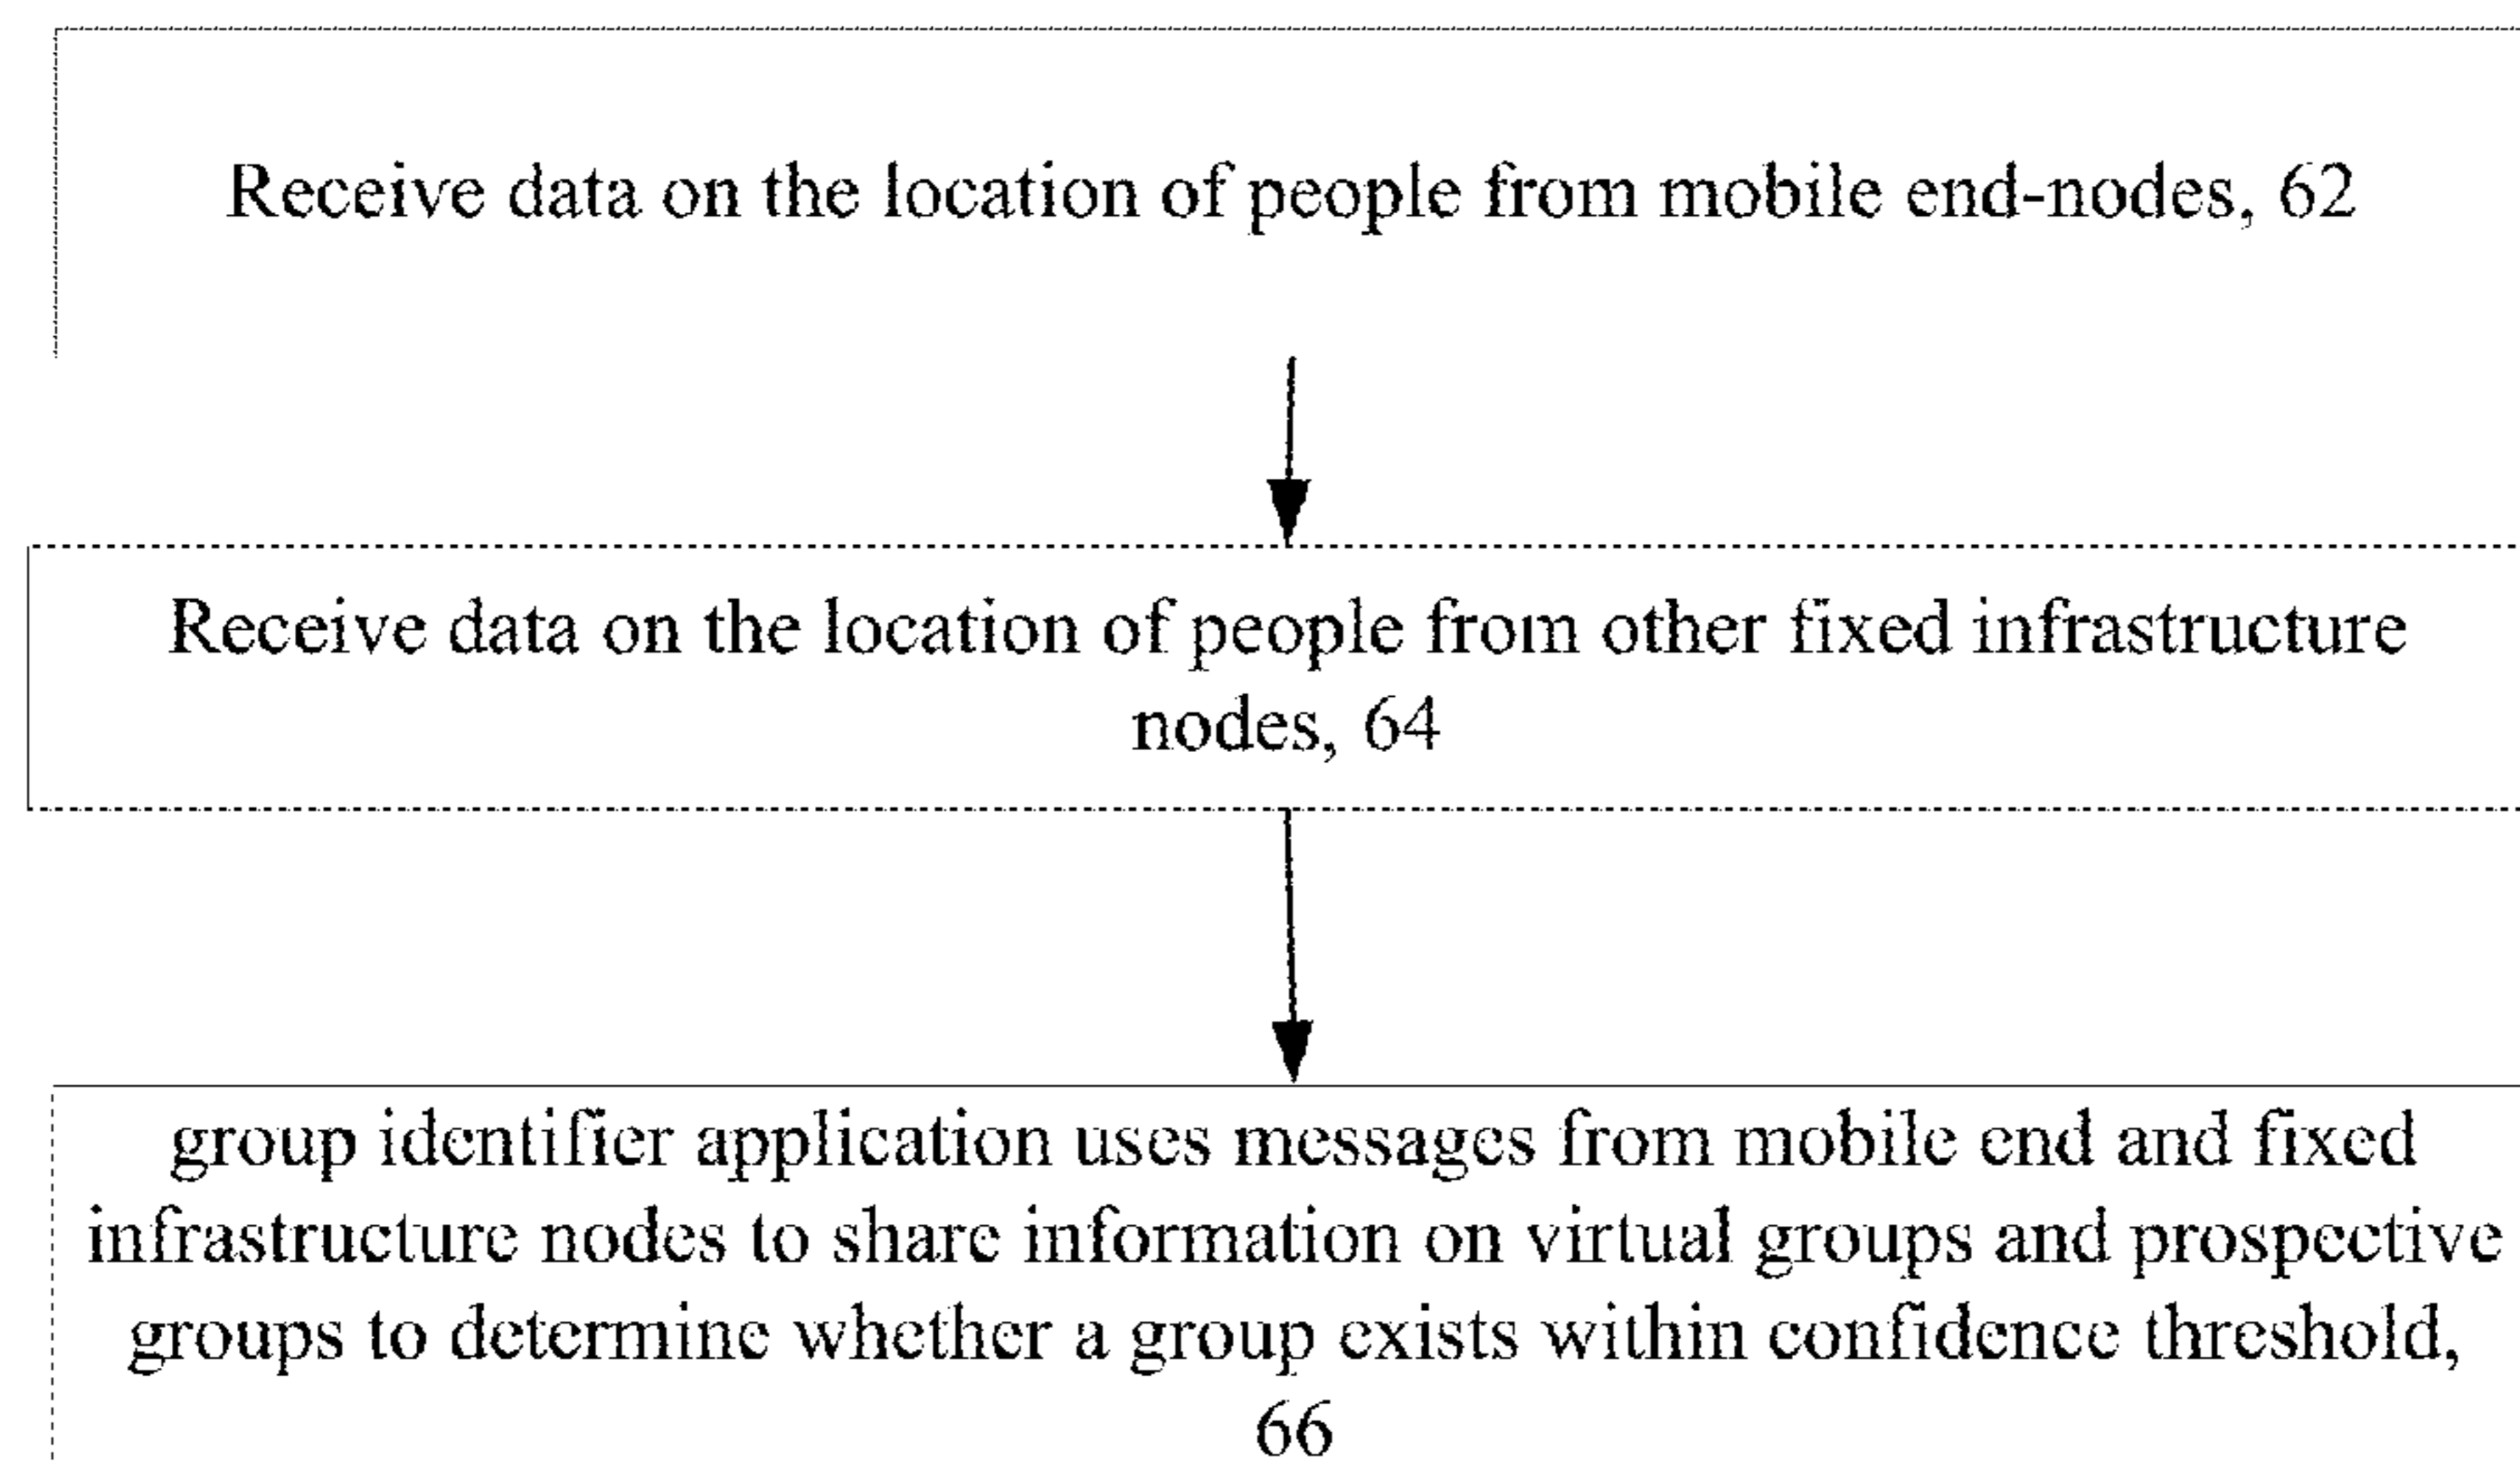 Receive data on the location of people from mobile end-nodes, 62
Receive data on the location of people from other fixed infrastructure
nodes, 64
group identifier application uses messages from mobile end and fixed
infrastructure nodes to share information on virtual groups and prospective
groups to determine whether a group exists within confidence threshold,
66